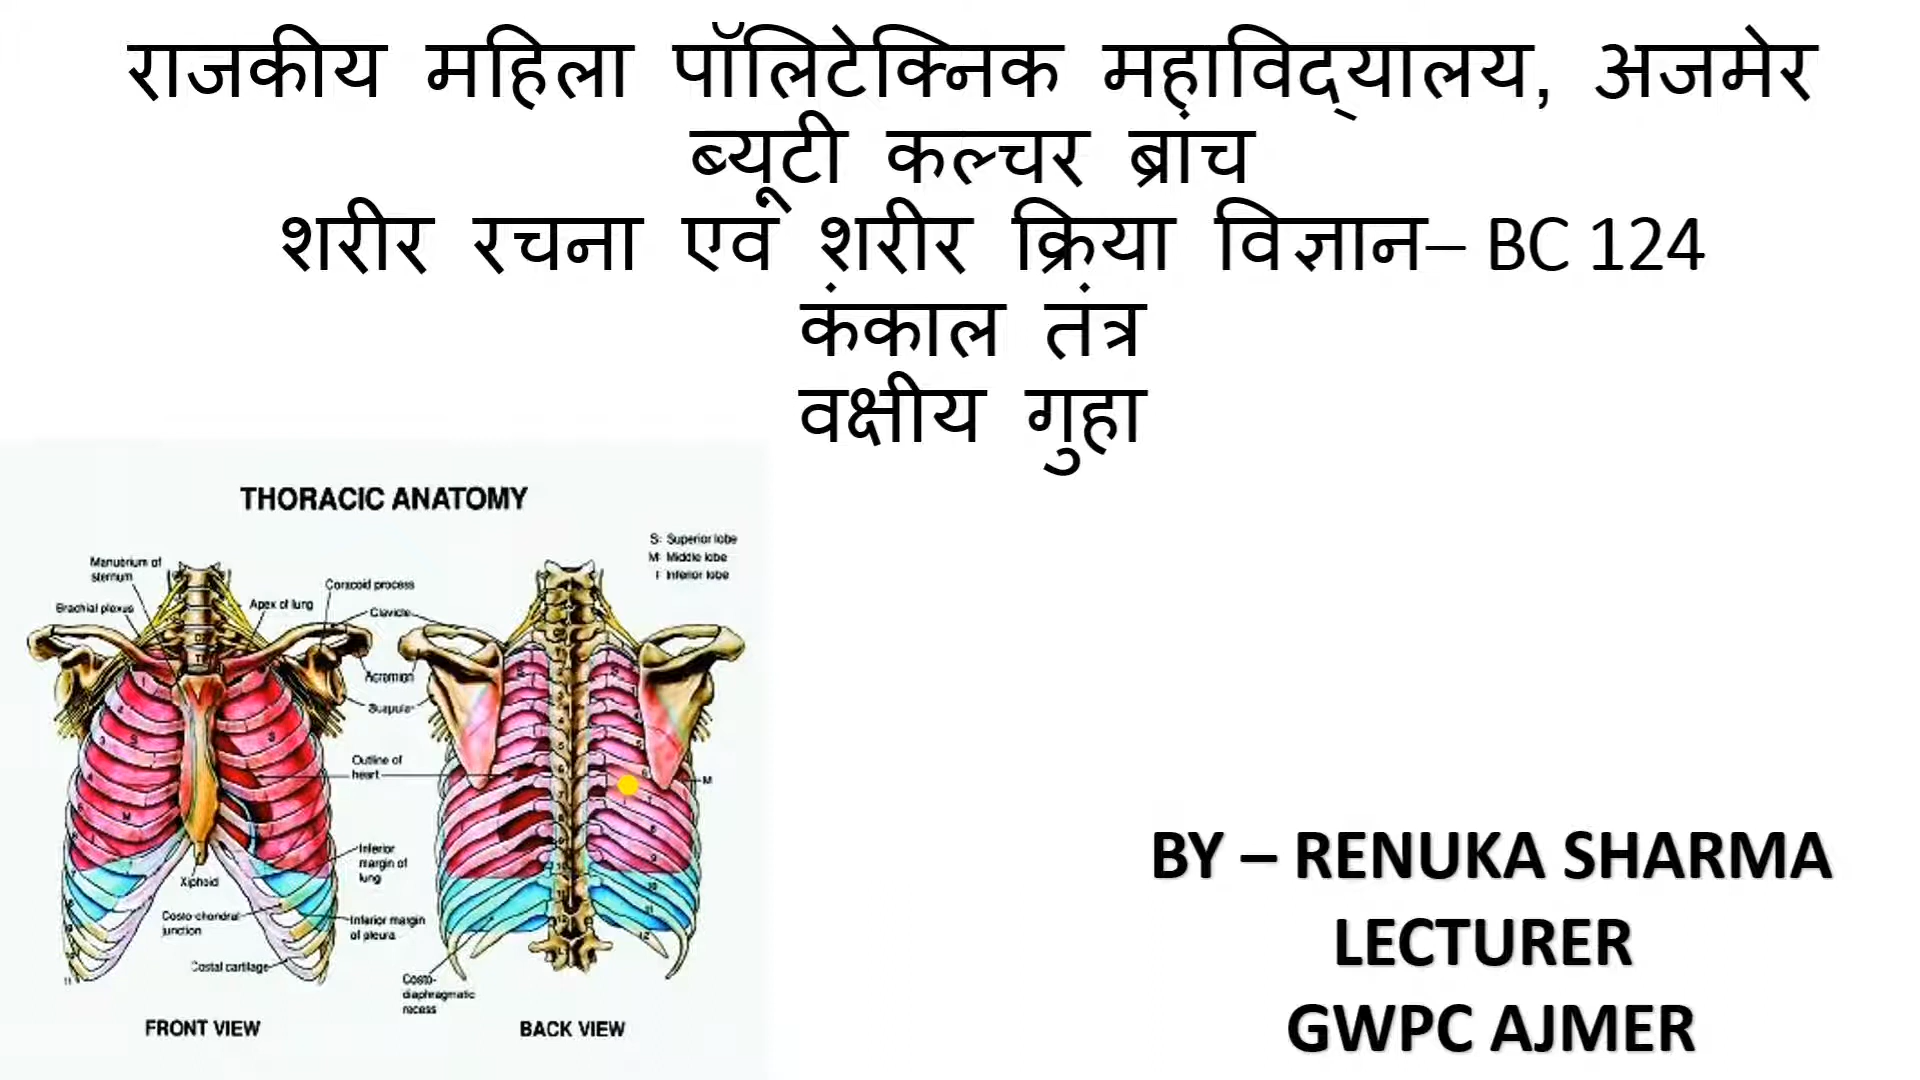 राजकीय महिला पॉलिटेक्निक महाविद्यालय, अजमेर
ब्यूटी कल्चर ब्रांच
शरीर रचना एवं शरीर क्रिया विज्ञान– BC 124
कंकाल तंत्र
वक्षीय गुहा
THORACIC ANATOMY
S: Superior lobe
M: Middle lobe
I Inferior lobe
Manubrium of
sternum
Brachial plexus
Coracoid process
Apex of lung
Clavicle
Acromion
Scapula
Outline of
heart
M
Inferior
margin of
lung
Xiphoid
Costo-chondral
junction
Inferior margin
of pleura
Costal cartilage
Costo-
diaphragmatic
recess
FRONT VIEW
BACK VIEW
BY – RENUKA SHARMA
LECTURER
GWPC AJMER